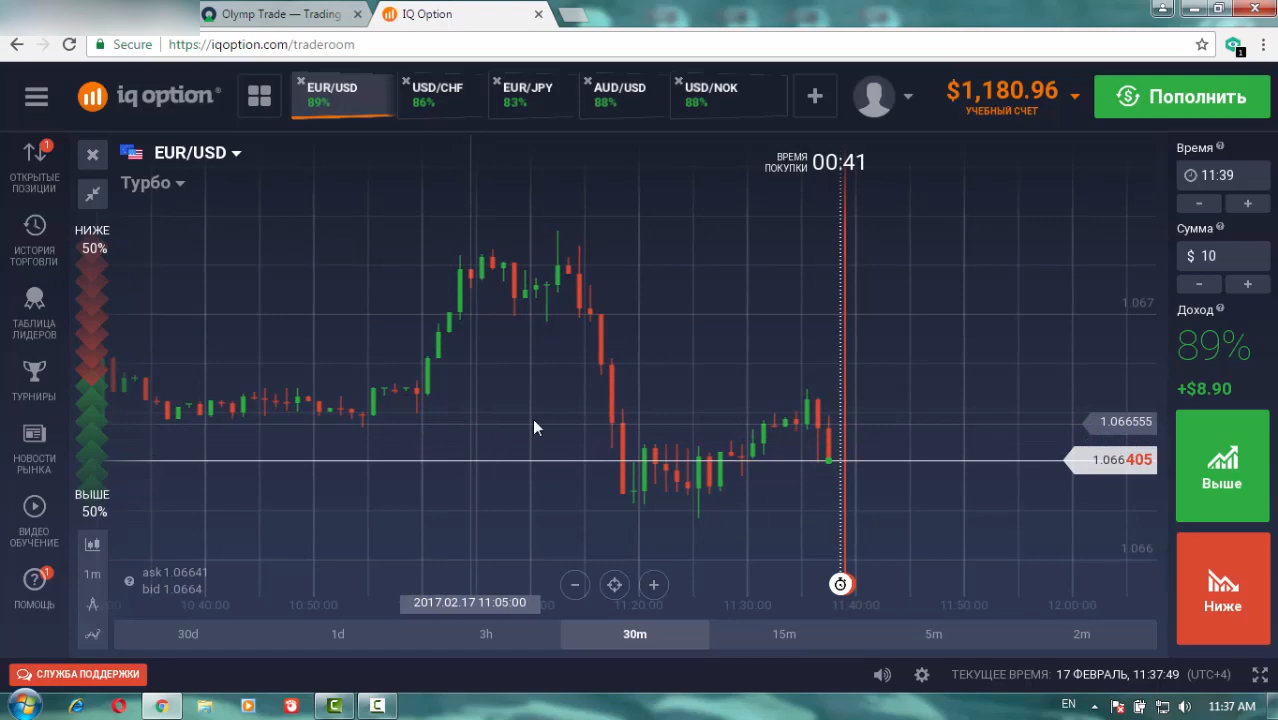 Olymp Trade — Trading
IQ Option
Secure
https://iqoption.com/traderoom
1
iq option®
EUR/USD
89%
USD/CHF
86%
EUR/JPY
83%
AUD/USD
88%
USD/NOK
88%
$1,180.96
УЧЕБНЫЙ СЧЕТ
Пополнить
1
ОТКРЫТЫЕ
ПОЗИЦИИ
ИСТОРИЯ
ТОРГОВЛИ
ТАБЛИЦА
ЛИДЕРОВ
ТУРНИРЫ
НОВОСТИ
РЫНКА
ВИДЕО
ОБУЧЕНИЕ
1
ПОМОЩЬ
EUR/USD
Турбо
НИЖЕ
50%
ВЫШЕ
50%
1m
ВРЕМЯ
ПОКУПКИ
00:41
1.067
1.066555
1.066405
1.066
ask 1.06641
bid 1.0664
10:40:00
10:50:00
2017.02.17 11:05:00
11:20:00
11:30:00
11:40:00
11:50:00
12:00:00
30d
1d
3h
30m
15m
5m
2m
Время
11:39
-
+
Сумма
$ 10
-
+
Доход
89%
+$8.90
Выше
Ниже
СЛУЖБА ПОДДЕРЖКИ
ТЕКУЩЕЕ ВРЕМЯ: 17 ФЕВРАЛЬ, 11:37:49 (UTC+4)
EN
11:37 AM